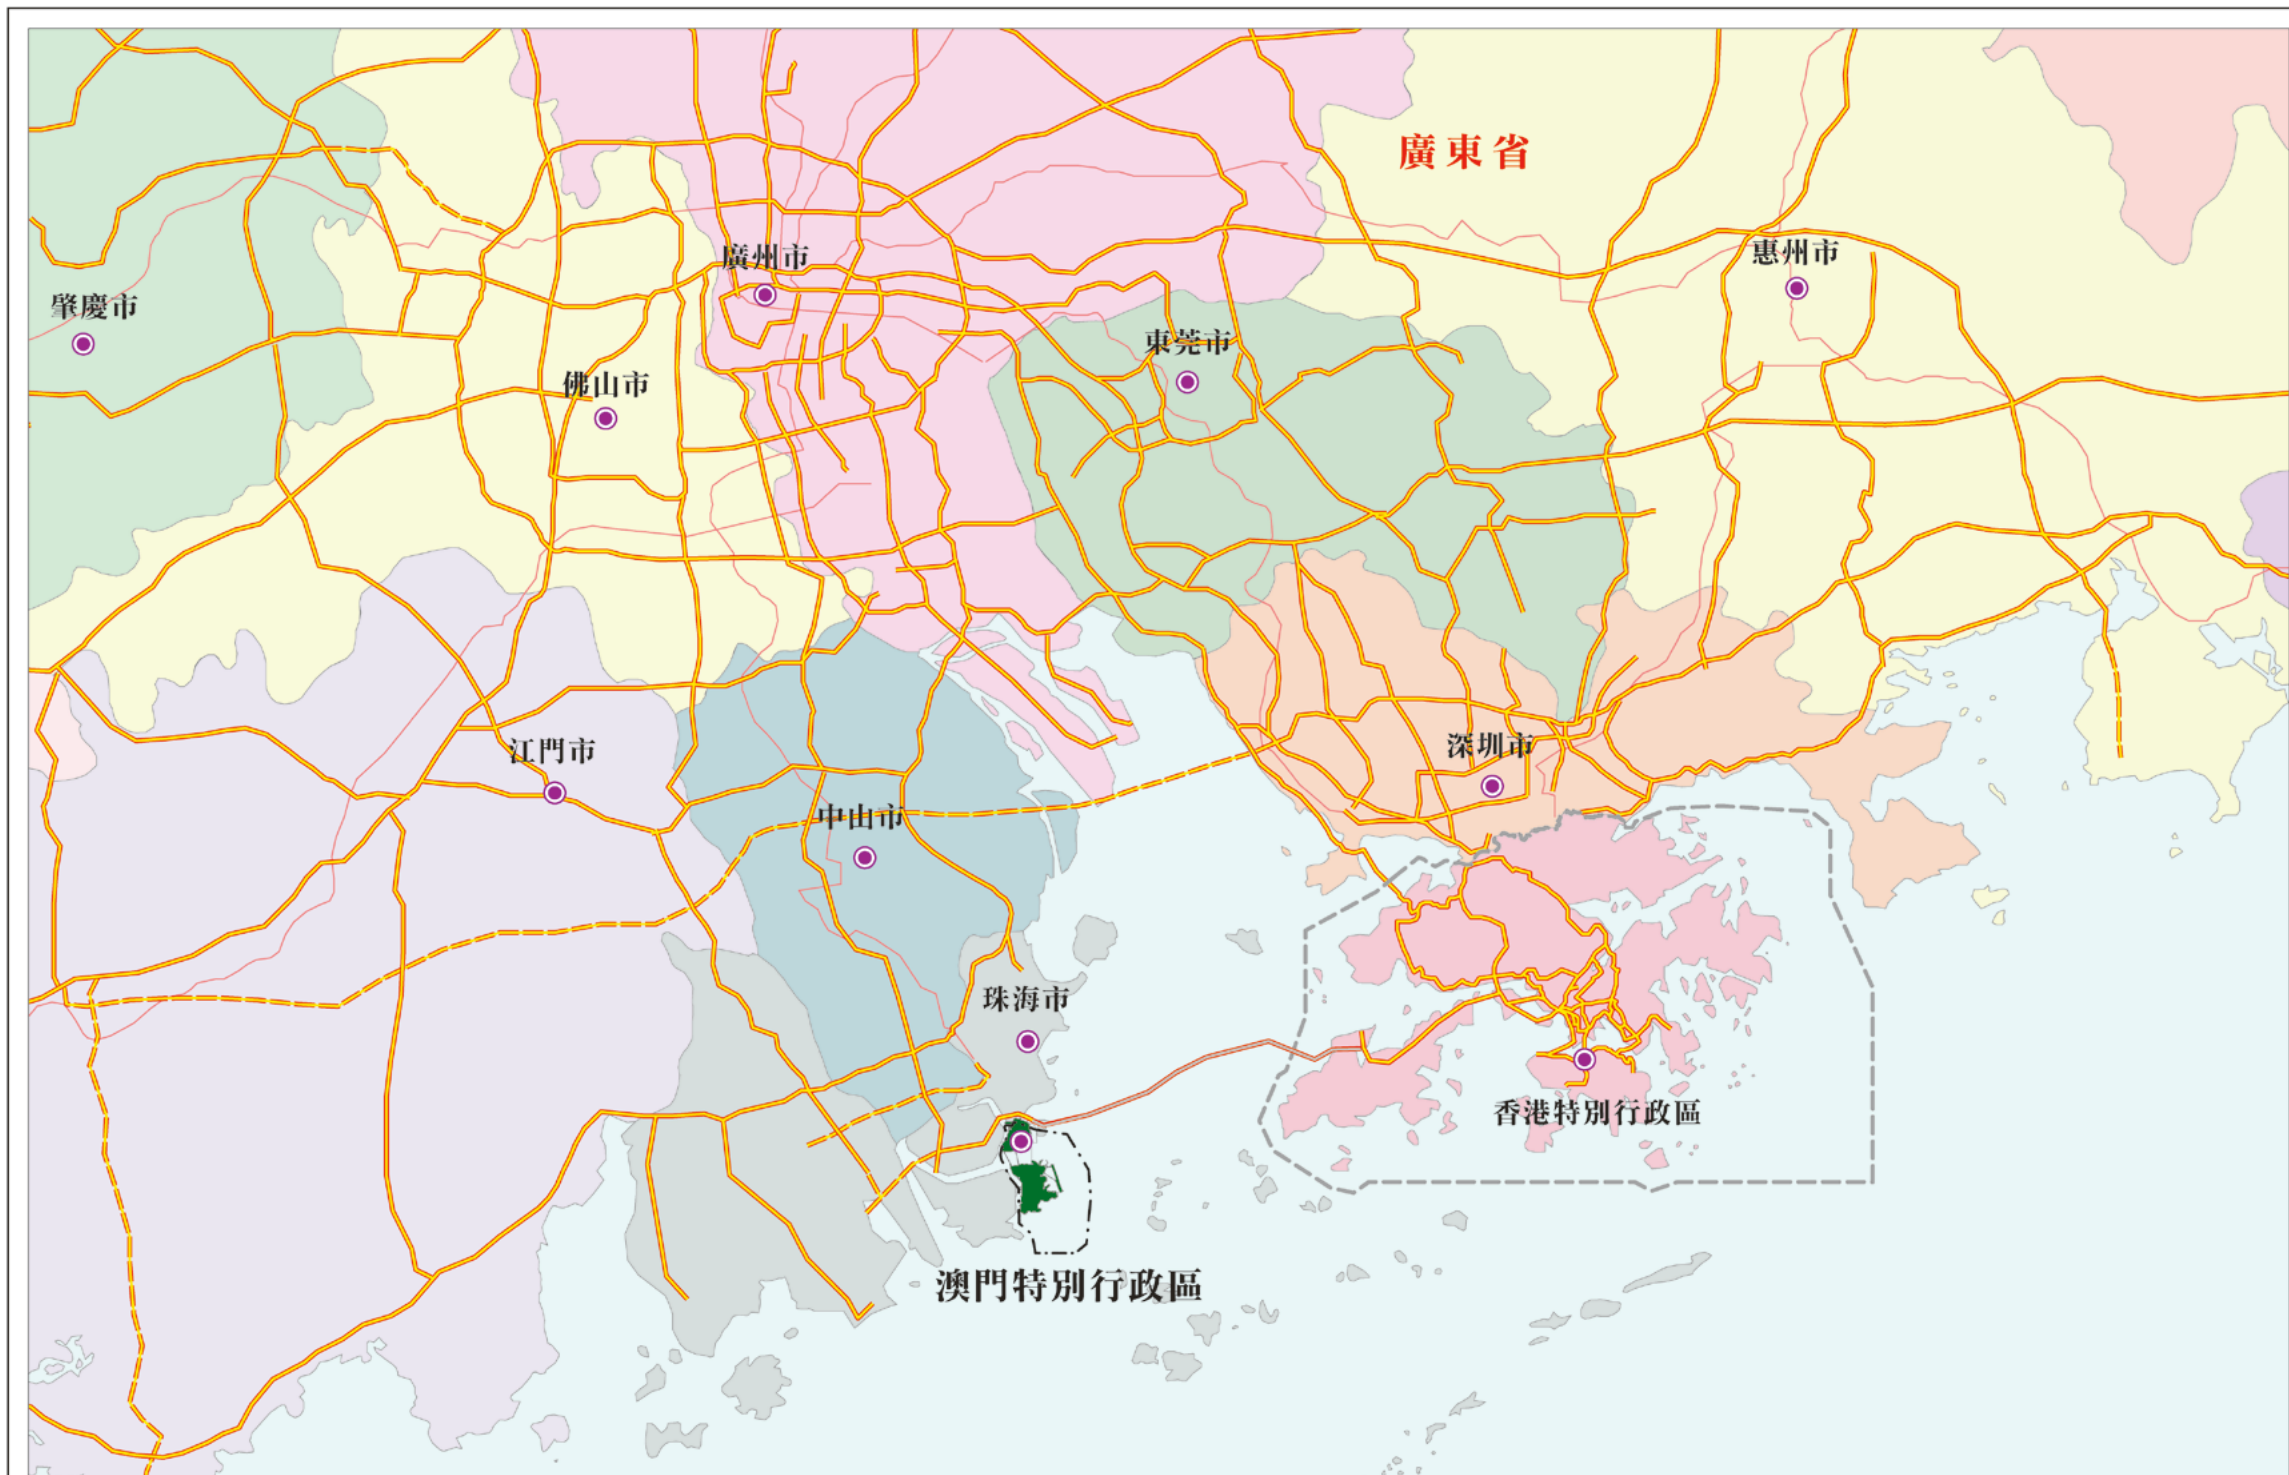 廣東省
廣州市
惠州市
肇慶市
東莞市
佛山市
深圳市
江門市
中山市
珠海市
香港特別行政區
澳門特別行政區